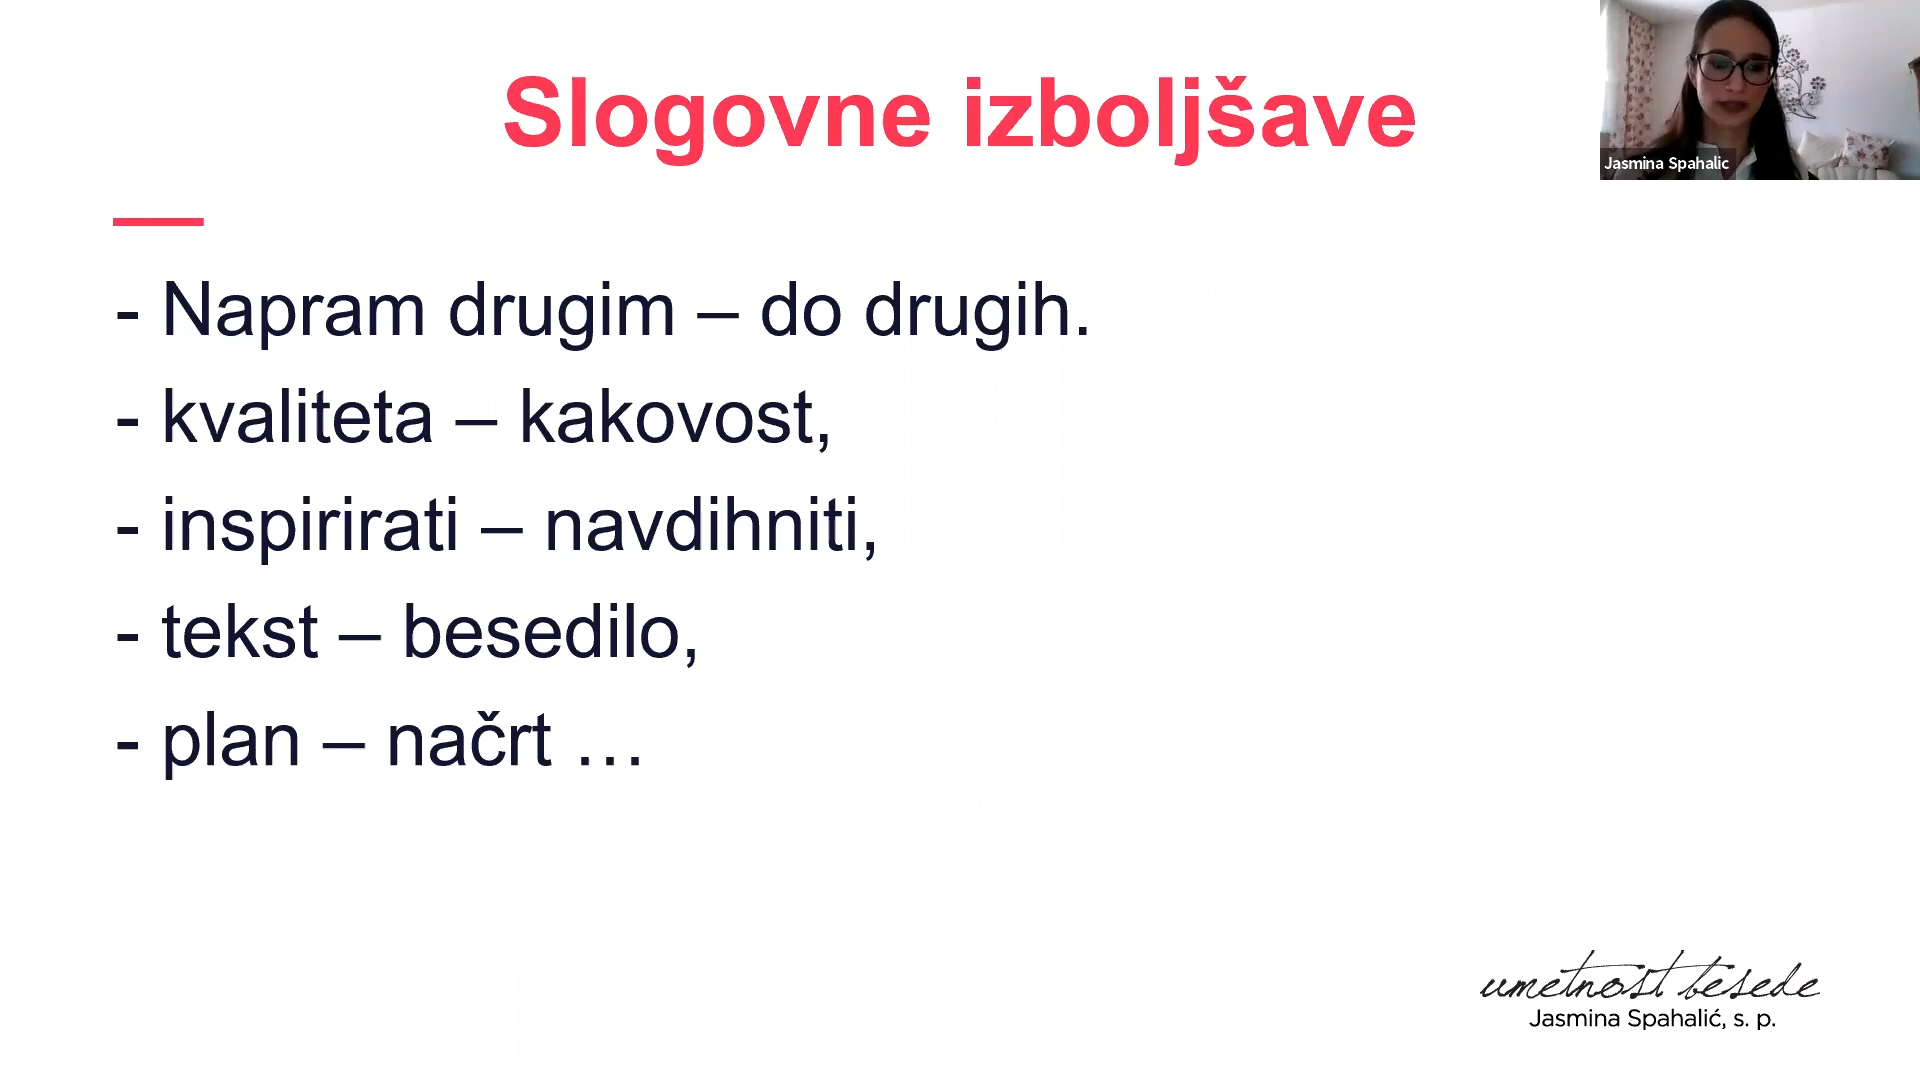 Slogovne izboljšave
Jasmina Spahalic
- Napram drugim – do drugih.
- kvaliteta – kakovost,
- inspirirati – navdihniti,
- tekst – besedilo,
- plan – načrt …
umetnost besede
Jasmina Spahalić, s. p.